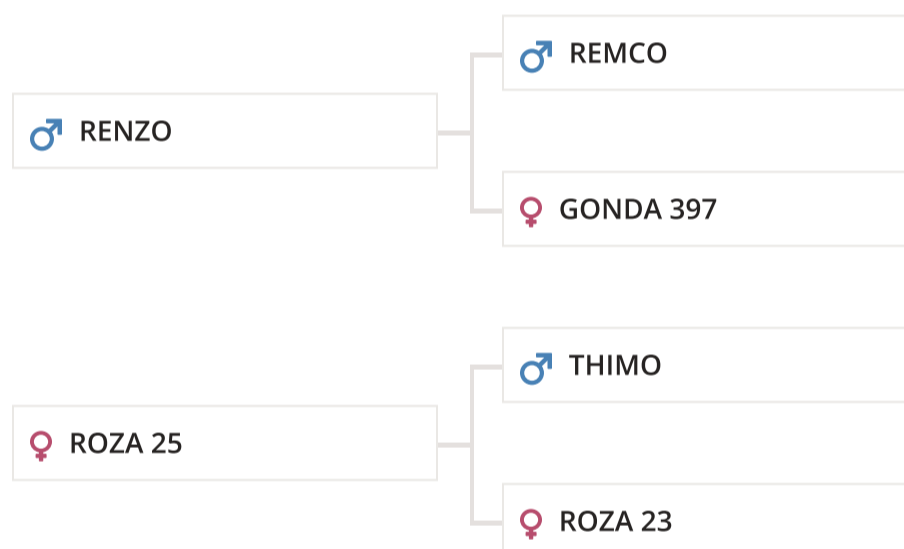 REMCO
RENZO
GONDA 397
THIMO
ROZA 25
ROZA 23